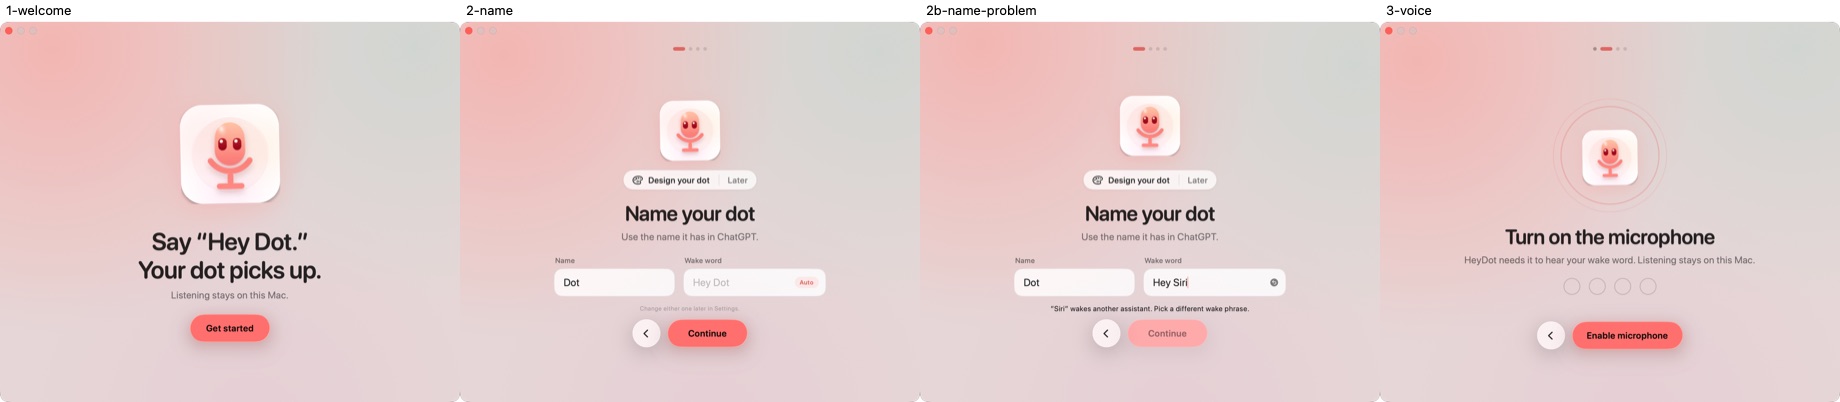 1-welcome
Say “Hey Dot.”
Your dot picks up.
Listening stays on this Mac.
Get started
2-name
Design your dot
Later
Name your dot
Use the name it has in ChatGPT.
Name
Wake word
Dot
Hey Dot
Auto
Change either one later in Settings.
Continue
2b-name-problem
Design your dot
Later
Name your dot
Use the name it has in ChatGPT.
Name
Wake word
Dot
Hey Siri
“Siri” wakes another assistant. Pick a different wake phrase.
Continue
3-voice
Turn on the microphone
HeyDot needs it to hear your wake word. Listening stays on this Mac.
Enable microphone